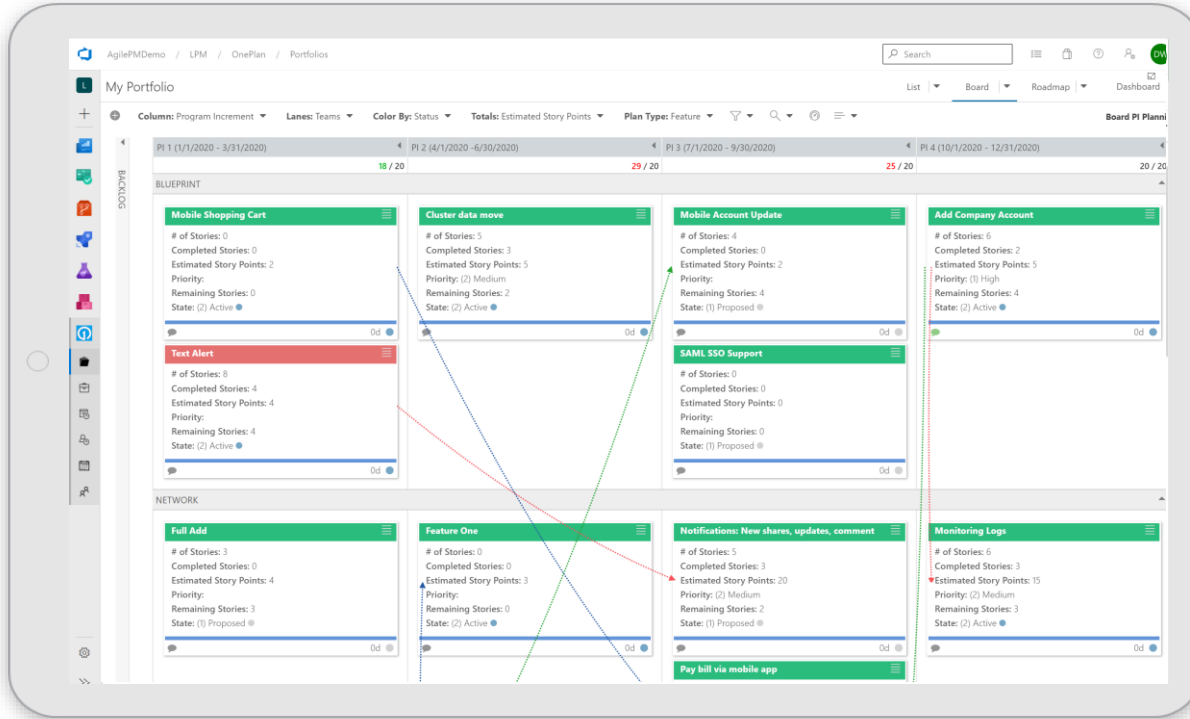 AgilePMDemo / LPM / OnePlan / Portfolios
Search
DW
L
My Portfolio
List
Board
Roadmap
Dashboard
Column: Program Increment
Lanes: Teams
Color By: Status
Totals: Estimated Story Points
Plan Type: Feature
Board PI Planni
BACKLOG
PI 1 (1/1/2020 - 3/31/2020)
PI 2 (4/1/2020 -6/30/2020)
PI 3 (7/1/2020 - 9/30/2020)
PI 4 (10/1/2020 - 12/31/2020)
18 / 20
29 / 20
25 / 20
20 / 20
BLUEPRINT
Mobile Shopping Cart
# of Stories: 0
Completed Stories: 0
Estimated Story Points: 2
Priority:
Remaining Stories: 0
State: (2) Active
0d
Cluster data move
# of Stories: 5
Completed Stories: 3
Estimated Story Points: 5
Priority: (2) Medium
Remaining Stories: 2
State: (2) Active
0d
Mobile Account Update
# of Stories: 4
Completed Stories: 0
Estimated Story Points: 2
Priority:
Remaining Stories: 4
State: (1) Proposed
0d
Add Company Account
# of Stories: 6
Completed Stories: 2
Estimated Story Points: 5
Priority: (1) High
Remaining Stories: 4
State: (2) Active
0d
Text Alert
# of Stories: 8
Completed Stories: 4
Estimated Story Points: 4
Priority:
Remaining Stories: 4
State: (2) Active
0d
SAML SSO Support
# of Stories: 0
Completed Stories: 0
Estimated Story Points: 0
Priority:
Remaining Stories: 0
State: (1) Proposed
0d
NETWORK
Full Add
# of Stories: 3
Completed Stories: 0
Estimated Story Points: 4
Priority:
Remaining Stories: 3
State: (1) Proposed
0d
Feature One
# of Stories: 0
Completed Stories: 0
Estimated Story Points: 3
Priority:
Remaining Stories: 0
State: (2) Active
0d
Notifications: New shares, updates, comment
# of Stories: 5
Completed Stories: 3
Estimated Story Points: 20
Priority: (2) Medium
Remaining Stories: 2
State: (1) Proposed
0d
Monitoring Logs
# of Stories: 6
Completed Stories: 3
Estimated Story Points: 15
Priority: (2) Medium
Remaining Stories: 3
State: (2) Active
0d
Pay bill via mobile app